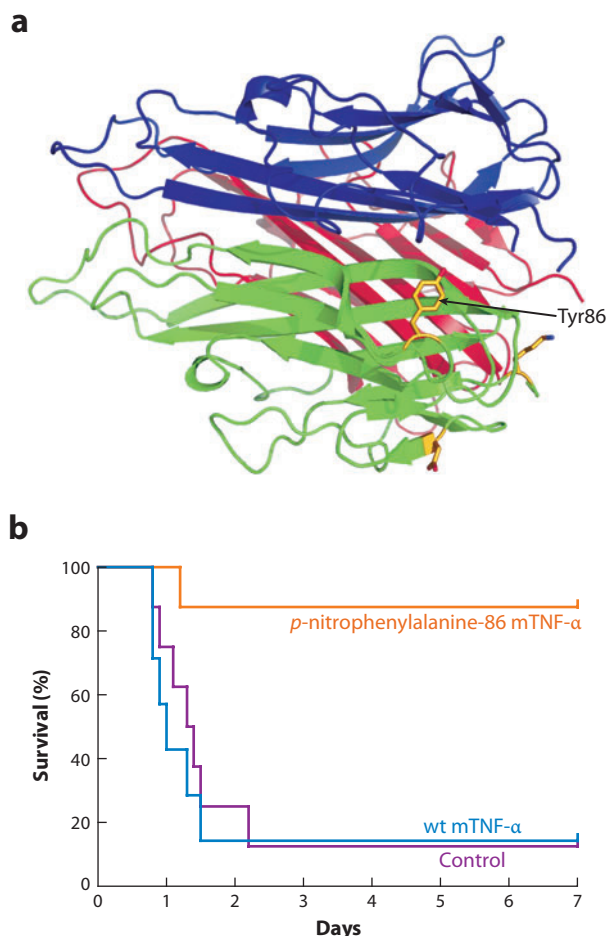 a
Tyr86
b
100
80
60
40
20
0
Survival (%)
p-nitrophenylalanine-86 mTNF-α
wt mTNF-α
Control
0 1 2 3 4 5 6 7
Days